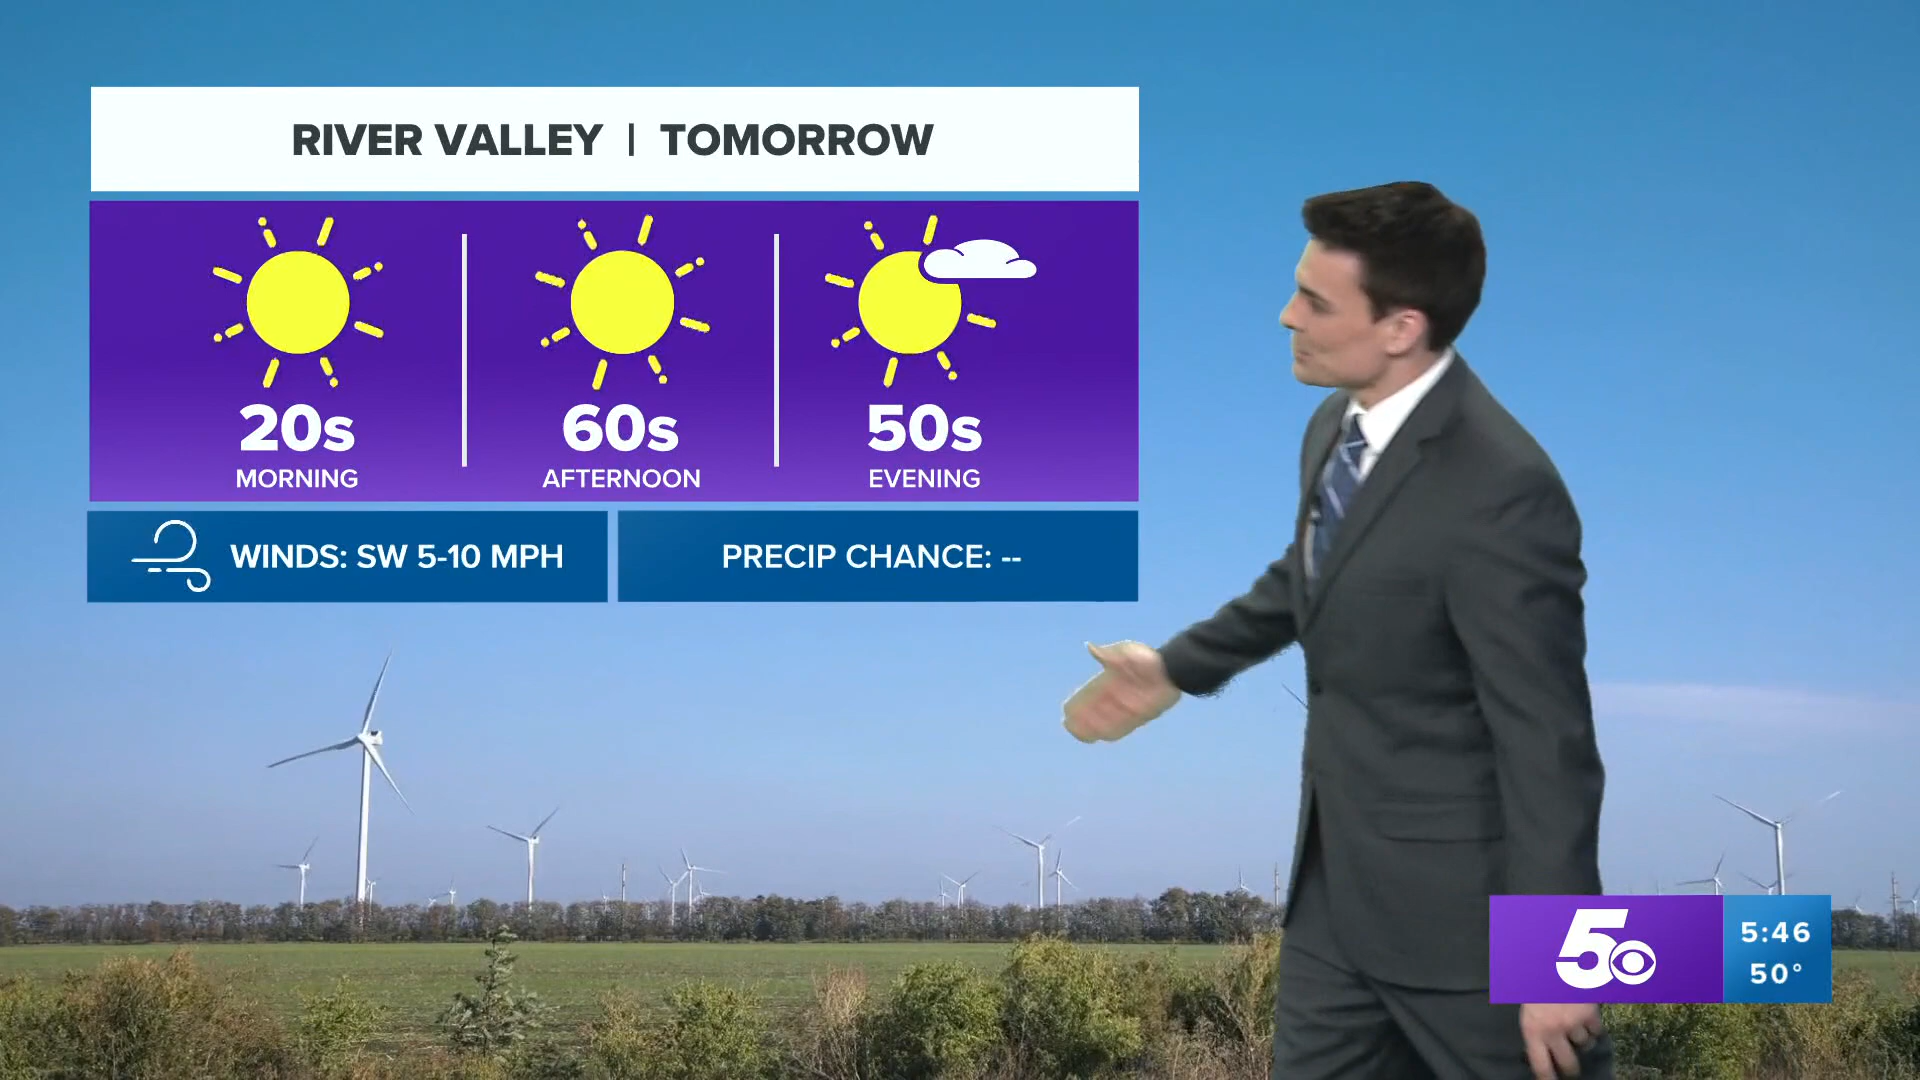 RIVER VALLEY | TOMORROW
20s
MORNING
60s
AFTERNOON
50s
EVENING
WINDS: SW 5-10 MPH
PRECIP CHANCE: --
5
5:46
50°